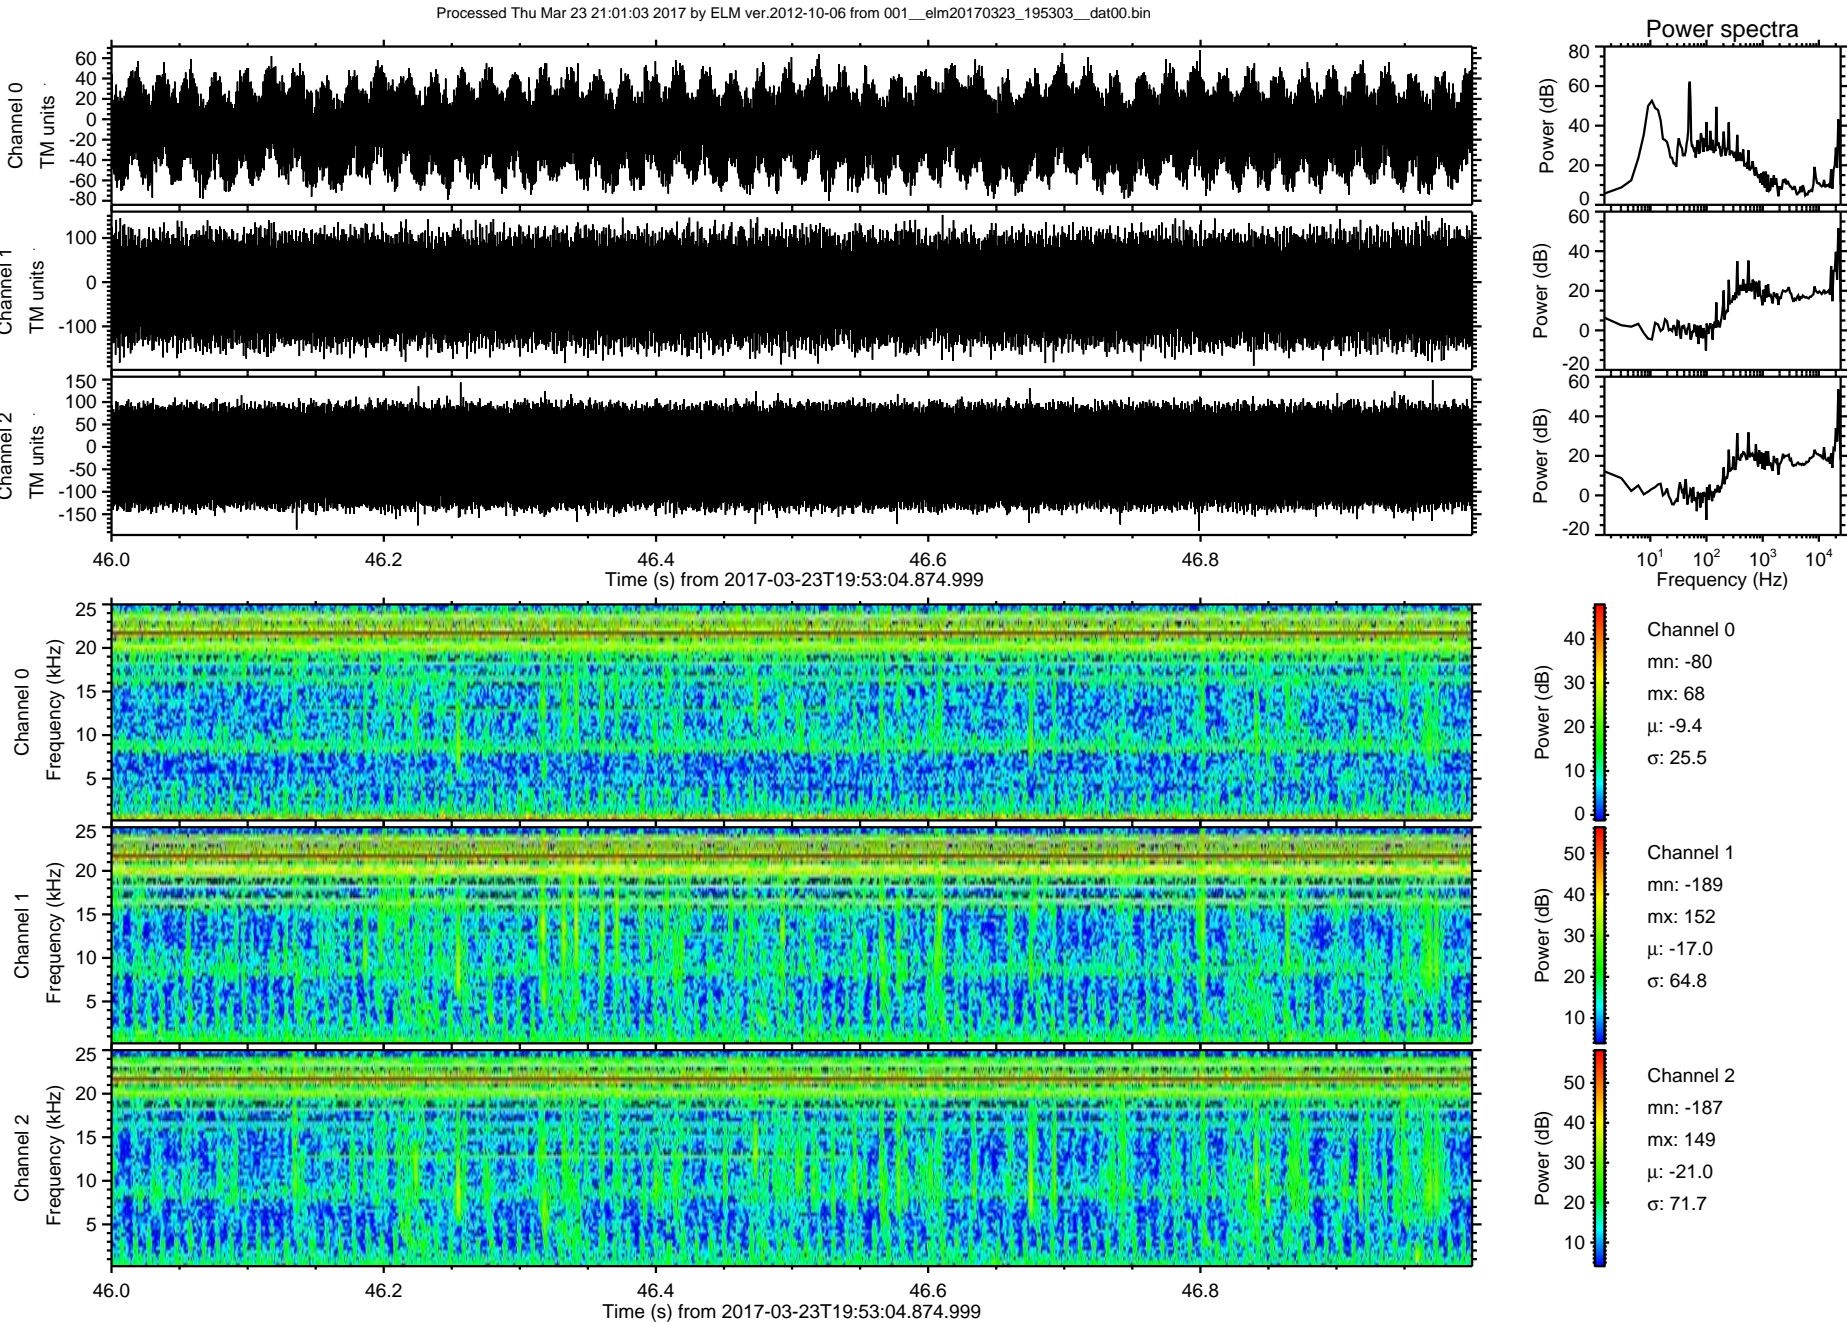 Processed Thu Mar 23 21:01:03 2017 by ELM ver.2012-10-06 from 001__elm20170323_195303__dat00.bin
Power spectra
Channel 0
TM units
60
40
20
0
-20
-40
-60
-80
Power (dB)
80
60
40
20
0
Channel 1
TM units
100
0
-100
Power (dB)
60
40
20
0
-20
Channel 2
TM units
150
100
50
0
-50
-100
-150
Power (dB)
60
40
20
0
-20
46.0 46.2 46.4 46.6 46.8
Time (s) from 2017-03-23T19:53:04.874.999
10¹ 10² 10³ 10⁴
Frequency (Hz)
Channel 0
Frequency (kHz)
25
20
15
10
5
Power (dB)
40
30
20
10
0
Channel 0
mn: -80
mx: 68
μ: -9.4
σ: 25.5
Channel 1
Frequency (kHz)
25
20
15
10
5
Power (dB)
50
40
30
20
10
Channel 1
mn: -189
mx: 152
μ: -17.0
σ: 64.8
Channel 2
Frequency (kHz)
25
20
15
10
5
Power (dB)
50
40
30
20
10
Channel 2
mn: -187
mx: 149
μ: -21.0
σ: 71.7
46.0 46.2 46.4 46.6 46.8
Time (s) from 2017-03-23T19:53:04.874.999